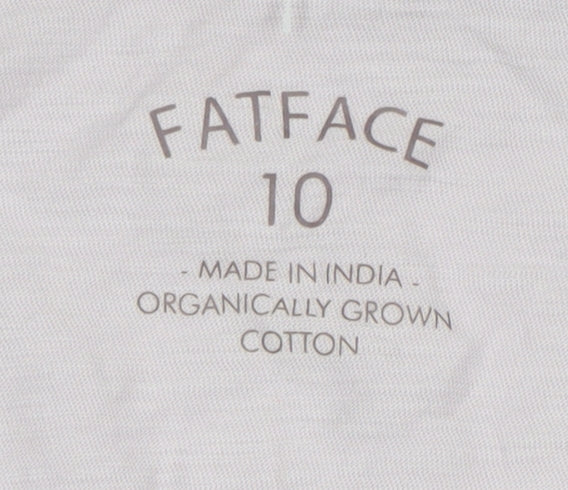 FATFACE
10
- MADE IN INDIA -
ORGANICALLY GROWN
COTTON